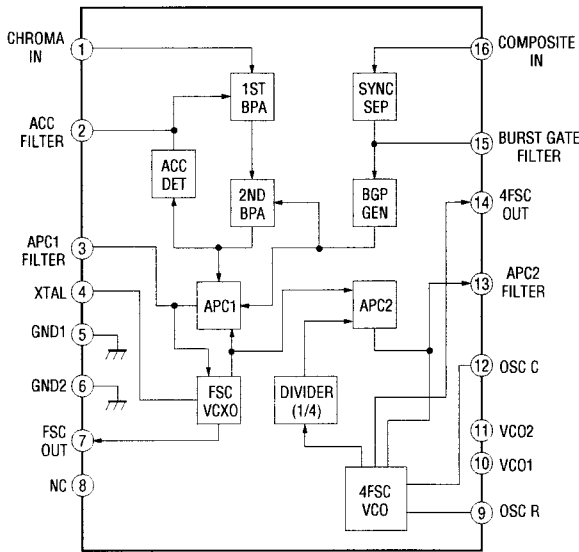 CHROMA
IN
1
16
COMPOSITE
IN
1ST
BPA
SYNC
SEP
ACC
FILTER
2
15
BURST GATE
FILTER
ACC
DET
2ND
BPA
BGP
GEN
14
4FSC
OUT
APC1
FILTER
3
XTAL
4
APC1
APC2
13
APC2
FILTER
GND1
5
GND2
6
FSC
VCXO
DIVIDER
(1/4)
12
OSC C
FSC
OUT
7
11
VCO2
NC
8
4FSC
VCO
10
VCO1
9
OSC R